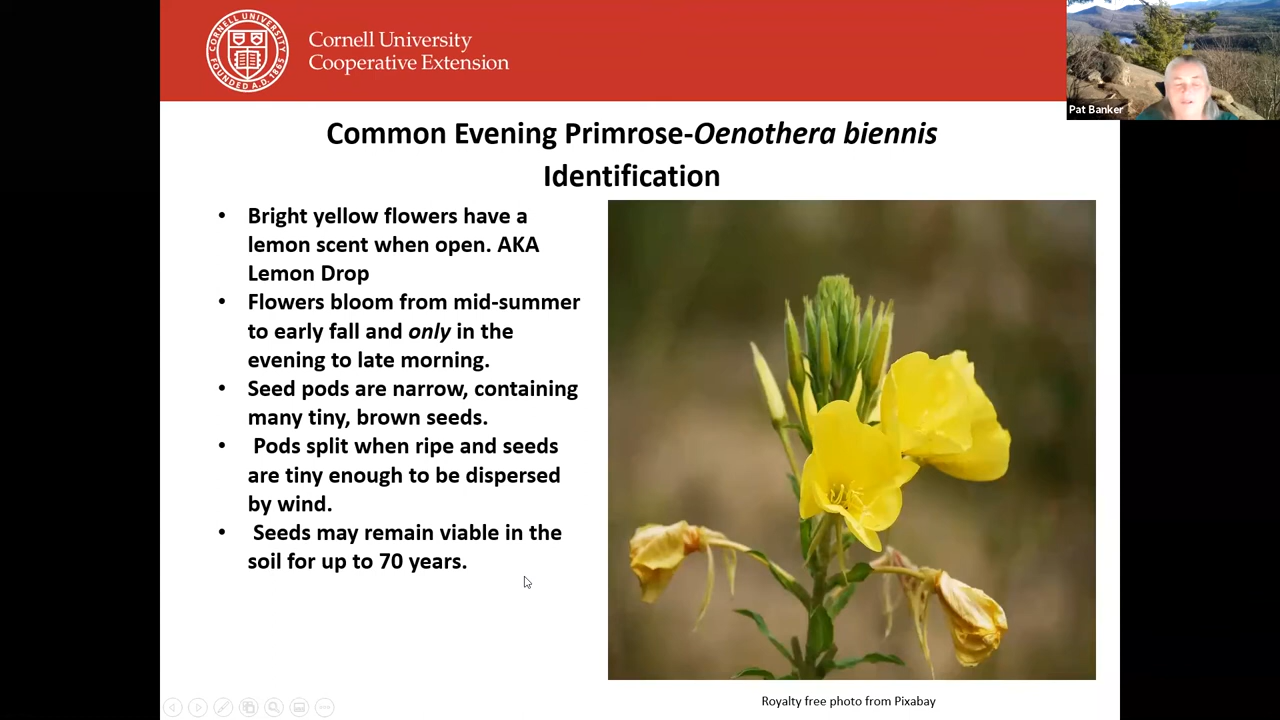 CORNELL UNIVERSITY
FOUNDED A.D. 1865
Cornell University
Cooperative Extension
Pat Banker
Common Evening Primrose-Oenothera biennis
Identification
• Bright yellow flowers have a
lemon scent when open. AKA
Lemon Drop
• Flowers bloom from mid-summer
to early fall and only in the
evening to late morning.
• Seed pods are narrow, containing
many tiny, brown seeds.
• Pods split when ripe and seeds
are tiny enough to be dispersed
by wind.
• Seeds may remain viable in the
soil for up to 70 years.
Royalty free photo from Pixabay